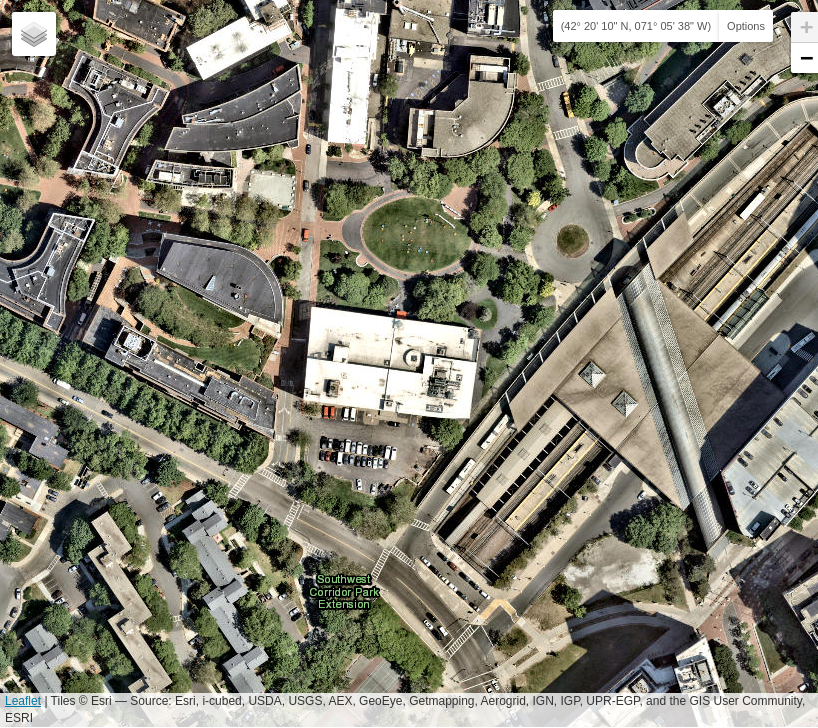 (42° 20' 10" N, 071° 05' 38" W) Options
+
−
Southwest
Corridor Park
Extension
Leaflet | Tiles © Esri — Source: Esri, i-cubed, USDA, USGS, AEX, GeoEye, Getmapping, Aerogrid, IGN, IGP, UPR-EGP, and the GIS User Community,
ESRI